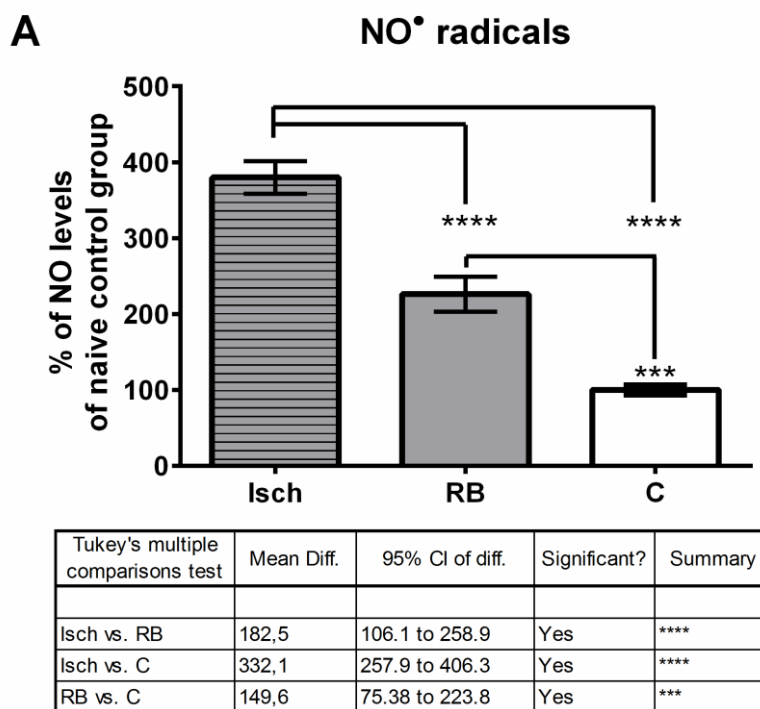 A
NO• radicals
% of NO levels
of naive control group
500
400
300
200
100
0
****
****
***
Isch RB C
Tukey's multiple comparisons test Mean Diff. 95% CI of diff. Significant? Summary
Isch vs. RB 182,5 106.1 to 258.9 Yes ****
Isch vs. C 332,1 257.9 to 406.3 Yes ****
RB vs. C 149,6 75.38 to 223.8 Yes ***